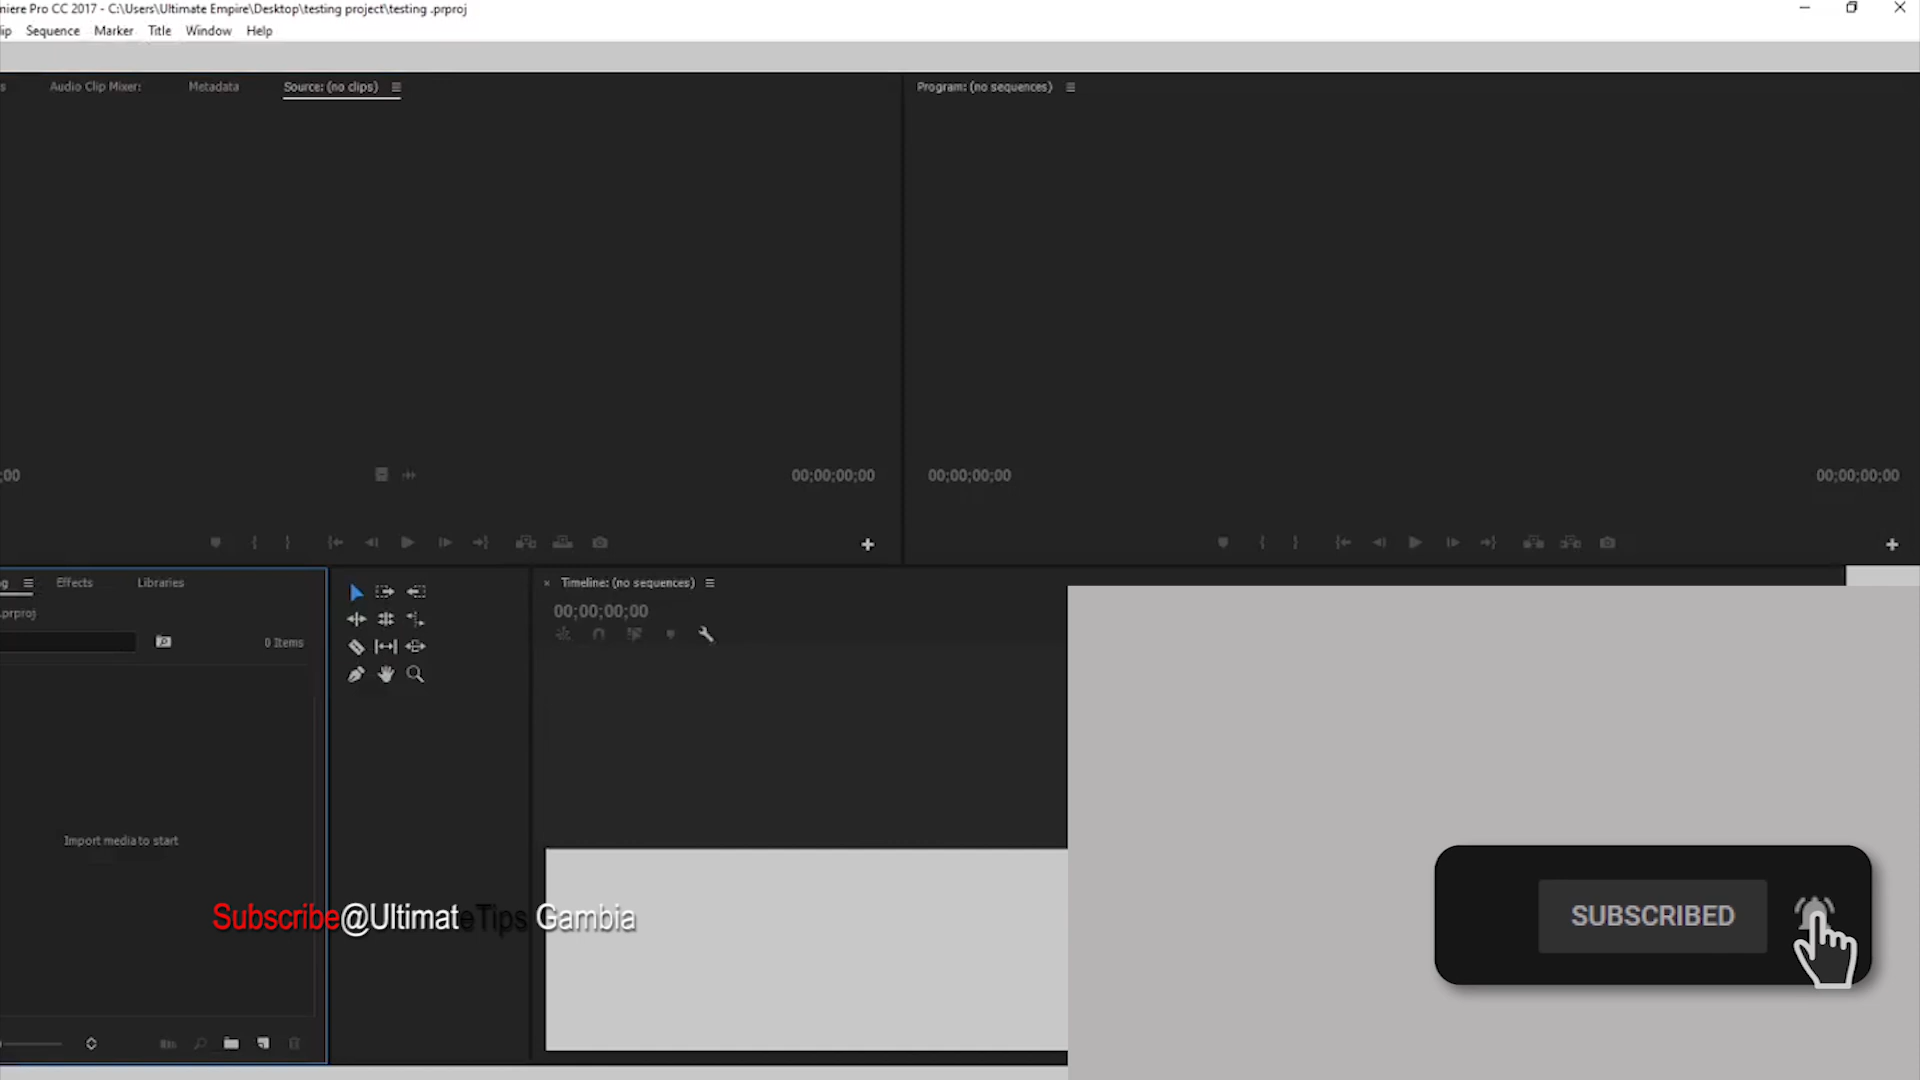 niere Pro CC 2017 - C:\Users\Ultimate Empire\Desktop\testing project\testing .prproj
ip Sequence Marker Title Window Help
s Audio Clip Mixer: Metadata Source: (no clips) Program: (no sequences)
;00 00;00;00;00 00;00;00;00 00;00;00;00
g Effects Libraries × Timeline: (no sequences)
.prproj 00;00;00;00
0 Items
Import media to start
Subscribe@UltimateTips Gambia
SUBSCRIBED